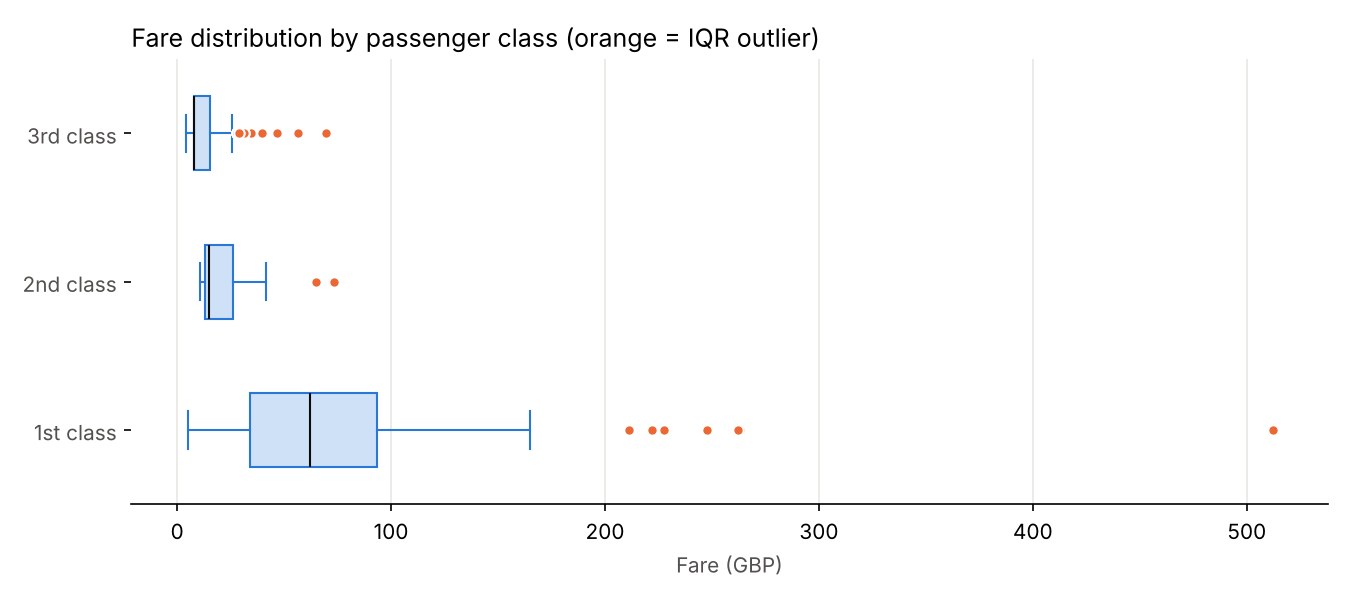 Fare distribution by passenger class (orange = IQR outlier)
3rd class
2nd class
1st class
0 100 200 300 400 500
Fare (GBP)